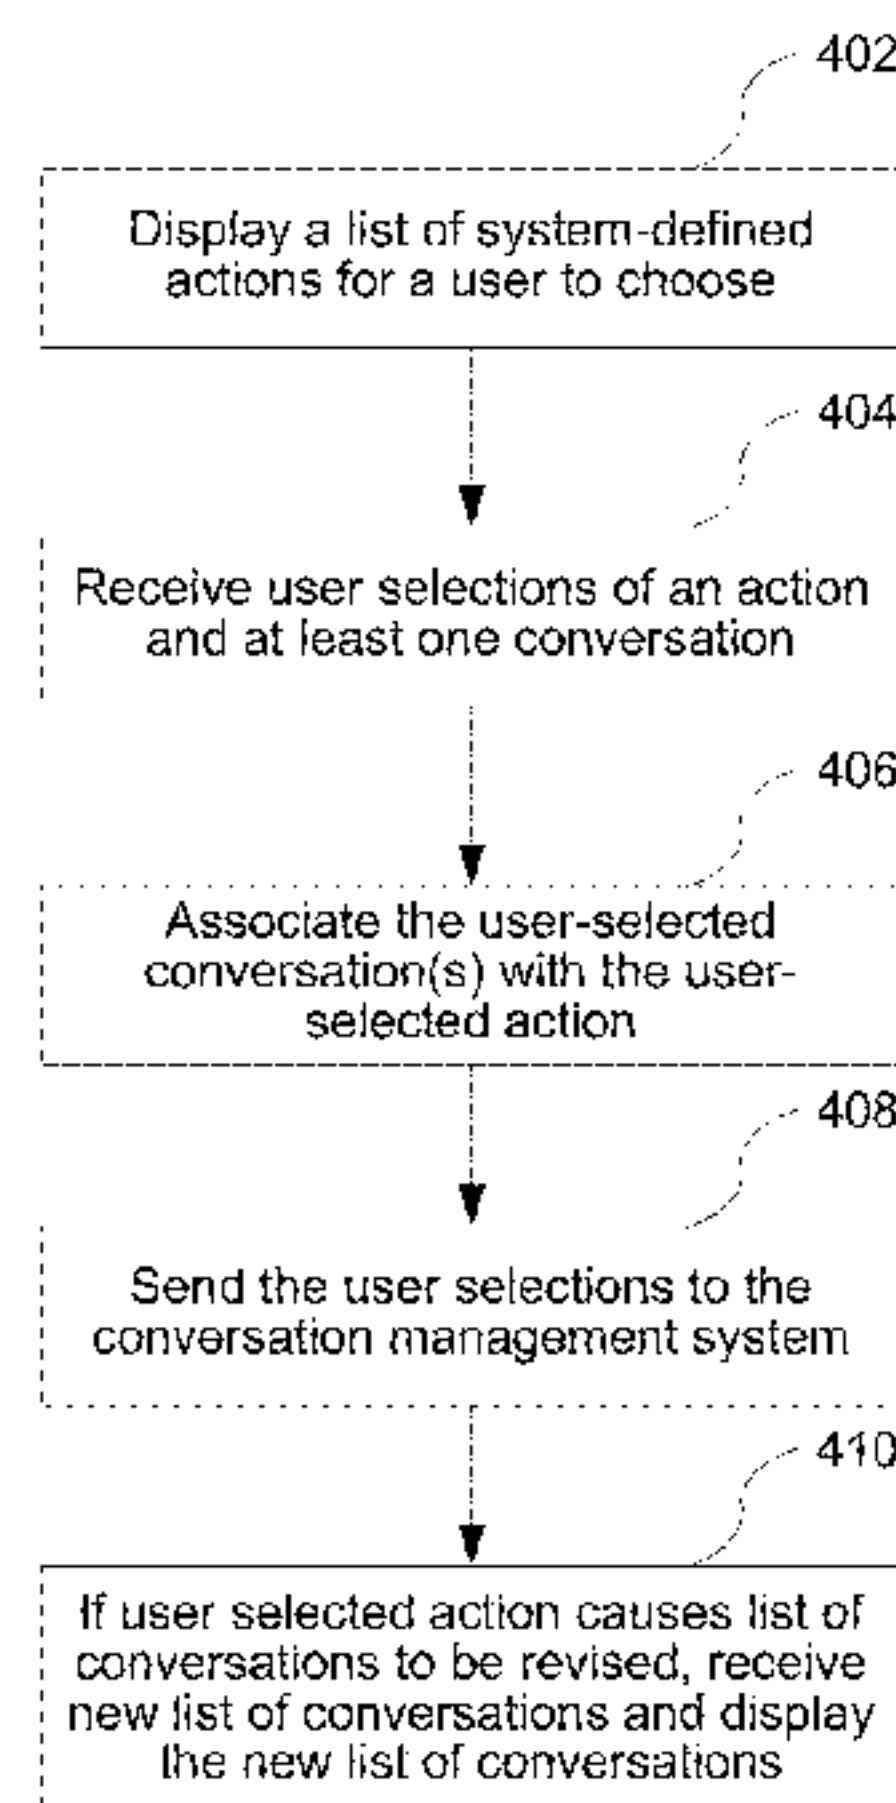 402
Display a list of system-defined
actions for a user to choose
404
Receive user selections of an action
and at least one conversation
406
Associate the user-selected
conversation(s) with the user-
selected action
408
Send the user selections to the
conversation management system
410
If user selected action causes list of
conversations to be revised, receive
new list of conversations and display
the new list of conversations